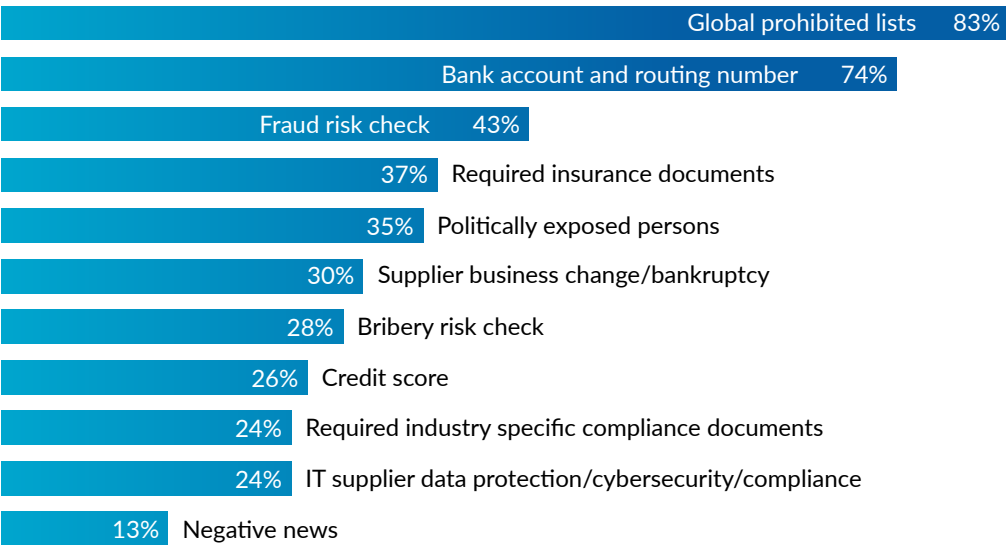 Global prohibited lists 83%
Bank account and routing number 74%
Fraud risk check 43%
37% Required insurance documents
35% Politically exposed persons
30% Supplier business change/bankruptcy
28% Bribery risk check
26% Credit score
24% Required industry specific compliance documents
24% IT supplier data protection/cybersecurity/compliance
13% Negative news